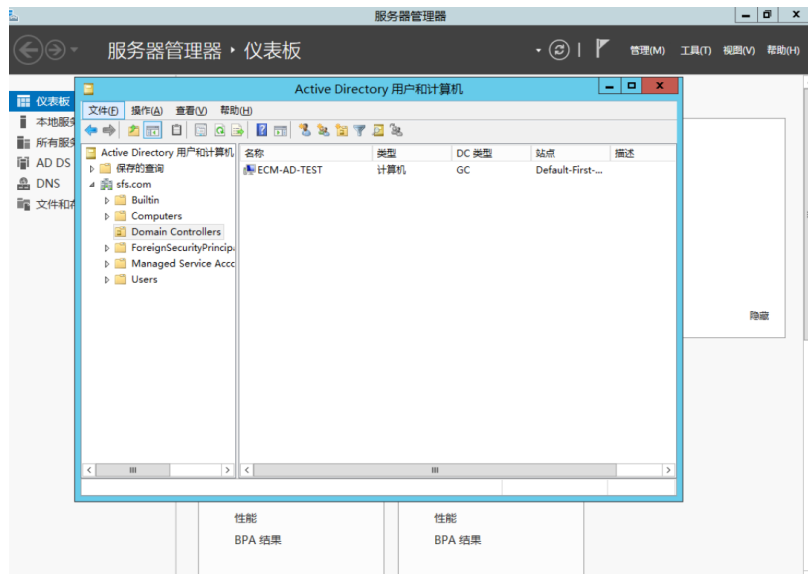 服务器管理器
服务器管理器 · 仪表板
管理(M) 工具(T) 视图(V) 帮助(H)
仪表板
本地服务
所有服务
AD DS
DNS
文件和存
Active Directory 用户和计算机
文件(F) 操作(A) 查看(V) 帮助(H)
Active Directory 用户和计算机
保存的查询
sfs.com
Builtin
Computers
Domain Controllers
ForeignSecurityPrincip
Managed Service Acco
Users
名称 类型 DC 类型 站点 描述
ECM-AD-TEST 计算机 GC Default-First-...
隐藏
性能 性能
BPA 结果 BPA 结果